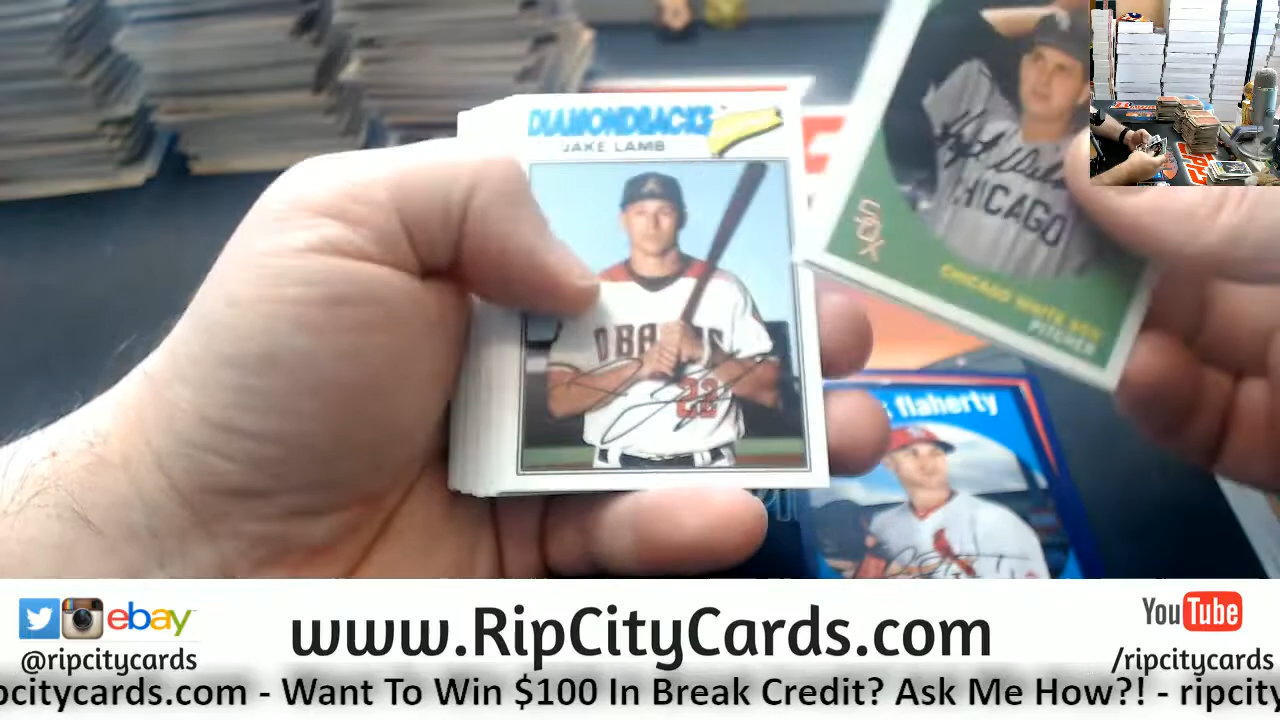 DIAMONDBACKS
JAKE LAMB
22
CHICAGO
SOX
CHICAGO WHITE SOX
PITCHER
flaherty
ebay
@ripcitycards
www.RipCityCards.com
YouTube
/ripcitycards
pcitycards.com - Want To Win $100 In Break Credit? Ask Me How?! - ripcity